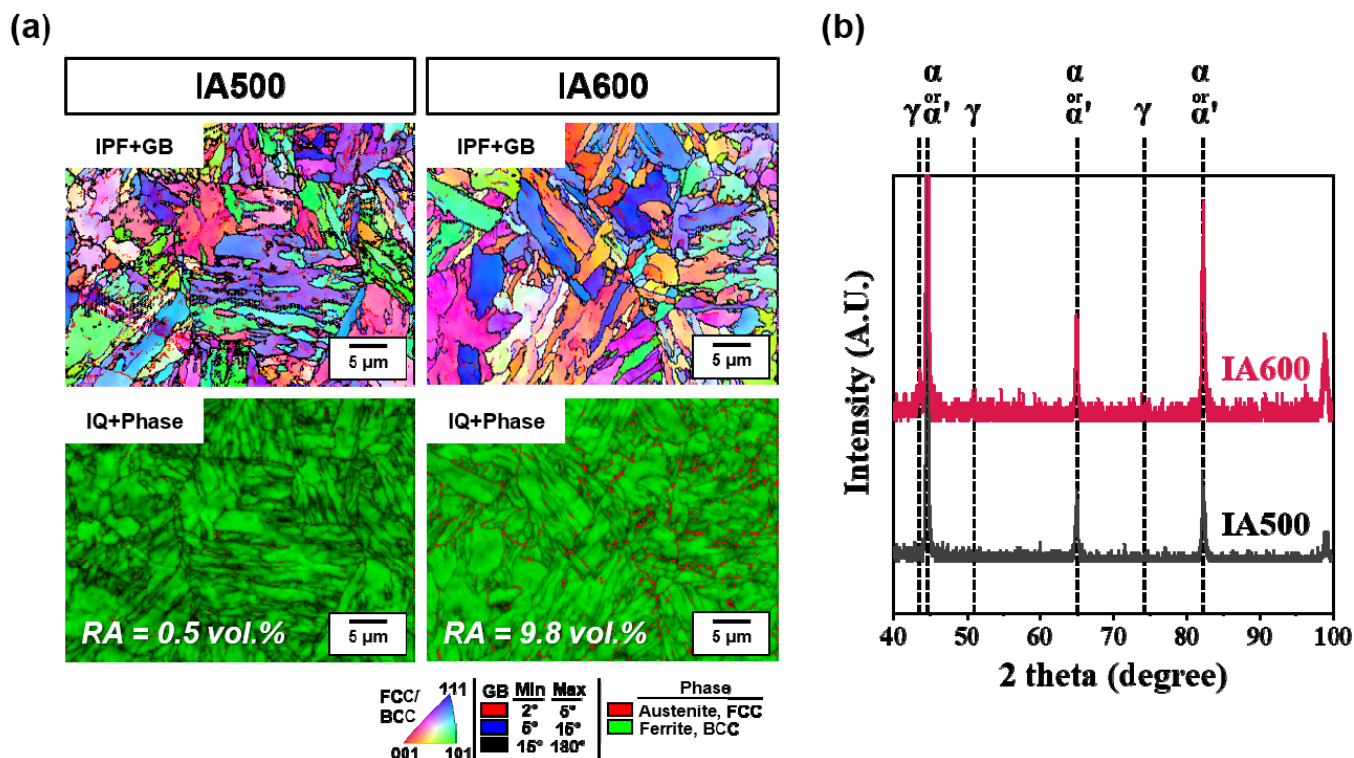 (a)
IA500
IA600
IPF+GB
IPF+GB
5 µm
5 µm
IQ+Phase
IQ+Phase
RA = 0.5 vol.%
5 µm
RA = 9.8 vol.%
5 µm
FCC/
BCC
111
001
101
GB Min Max
2° 5°
5° 15°
15° 180°
Phase
Austenite, FCC
Ferrite, BCC
(b)
α α α
or or or
γ α' γ α' γ α'
IA600
IA500
Intensity (A.U.)
40 50 60 70 80 90 100
2 theta (degree)